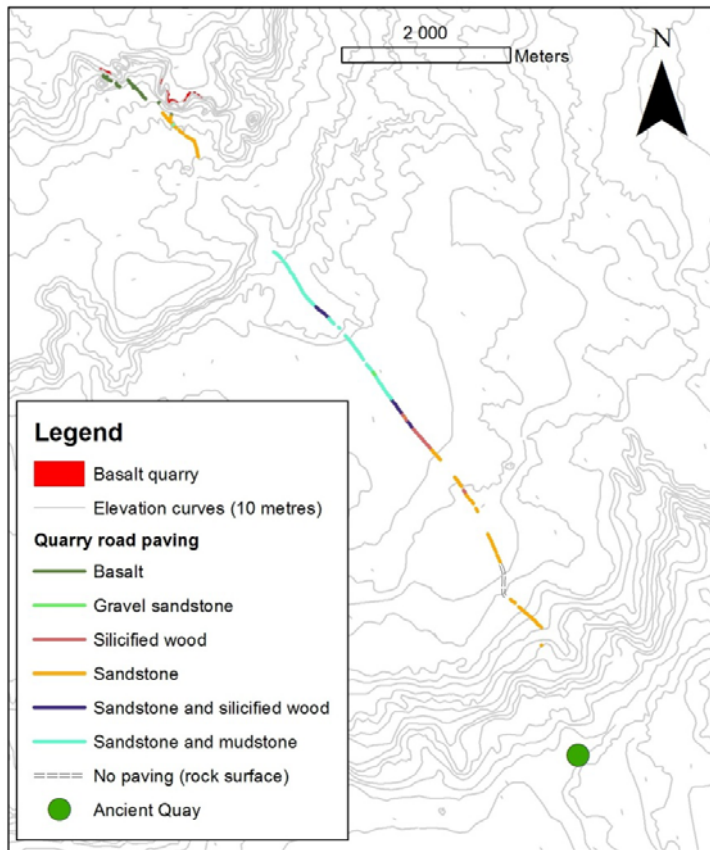 2 000
Meters
N
Legend
Basalt quarry
Elevation curves (10 metres)
Quarry road paving
Basalt
Gravel sandstone
Silicified wood
Sandstone
Sandstone and silicified wood
Sandstone and mudstone
No paving (rock surface)
Ancient Quay